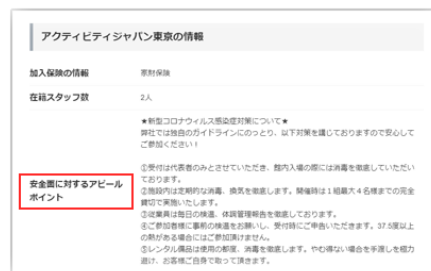 アクティビティジャパン東京の情報
加入保険の情報
家財保険
在籍スタッフ数
2人
安全面に対するアピール
ポイント
★新型コロナウィルス感染症対策について★
弊社では独自のガイドラインにのっとり、以下対策を講じておりますので安心して
ご参加ください！
①受付は代表者のみとさせていただき、館内入場の際には消毒を徹底していただい
ております。
②施設内は定期的な消毒、換気を徹底します。開催時は１組最大４名様までの完全
貸切で実施いたします。
③従業員は毎日の検温、体調管理報告を徹底しております。
④ご参加者様に事前の検温をお願いし、受付時にご申告いただきます。37.5度以上
の熱がある場合にはご参加頂けません。
⑤レンタル備品は使用の都度、消毒を徹底します。やむ得ない場合を手渡しを極力
避け、お客様ご自身で取って頂きます。